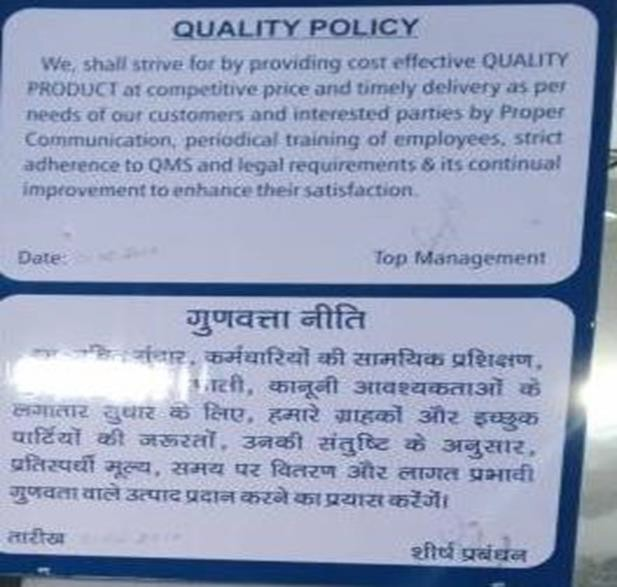 QUALITY POLICY
We, shall strive for by providing cost effective QUALITY
PRODUCT at competitive price and timely delivery as per
needs of our customers and interested parties by Proper
Communication, periodical training of employees, strict
adherence to QMS and legal requirements & its continual
improvement to enhance their satisfaction.
Date:
Top Management
गुणवत्ता नीति
संचार, कर्मचारियों की सामयिक प्रशिक्षण,
कानूनी आवश्यकताओं के
लगातार सुधार के लिए, हमारे ग्राहकों और इच्छुक
पार्टियों की जरूरतों, उनकी संतुष्टि के अनुसार,
प्रतिस्पर्धी मूल्य, समय पर वितरण और लागत प्रभावी
गुणवता वाले उत्पाद प्रदान करने का प्रयास करेंगें।
तारीख
शीर्ष प्रबंधन